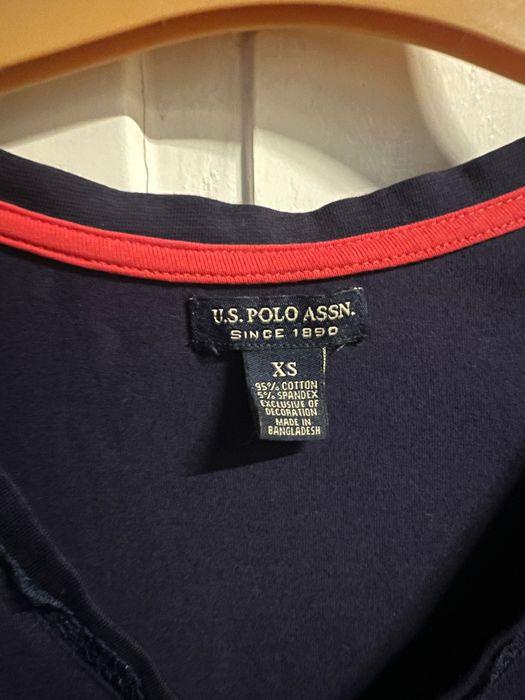 U.S. POLO ASSN.
SINCE 1890
XS
95% COTTON
5% SPANDEX
EXCLUSIVE OF
DECORATION
MADE IN
BANGLADESH